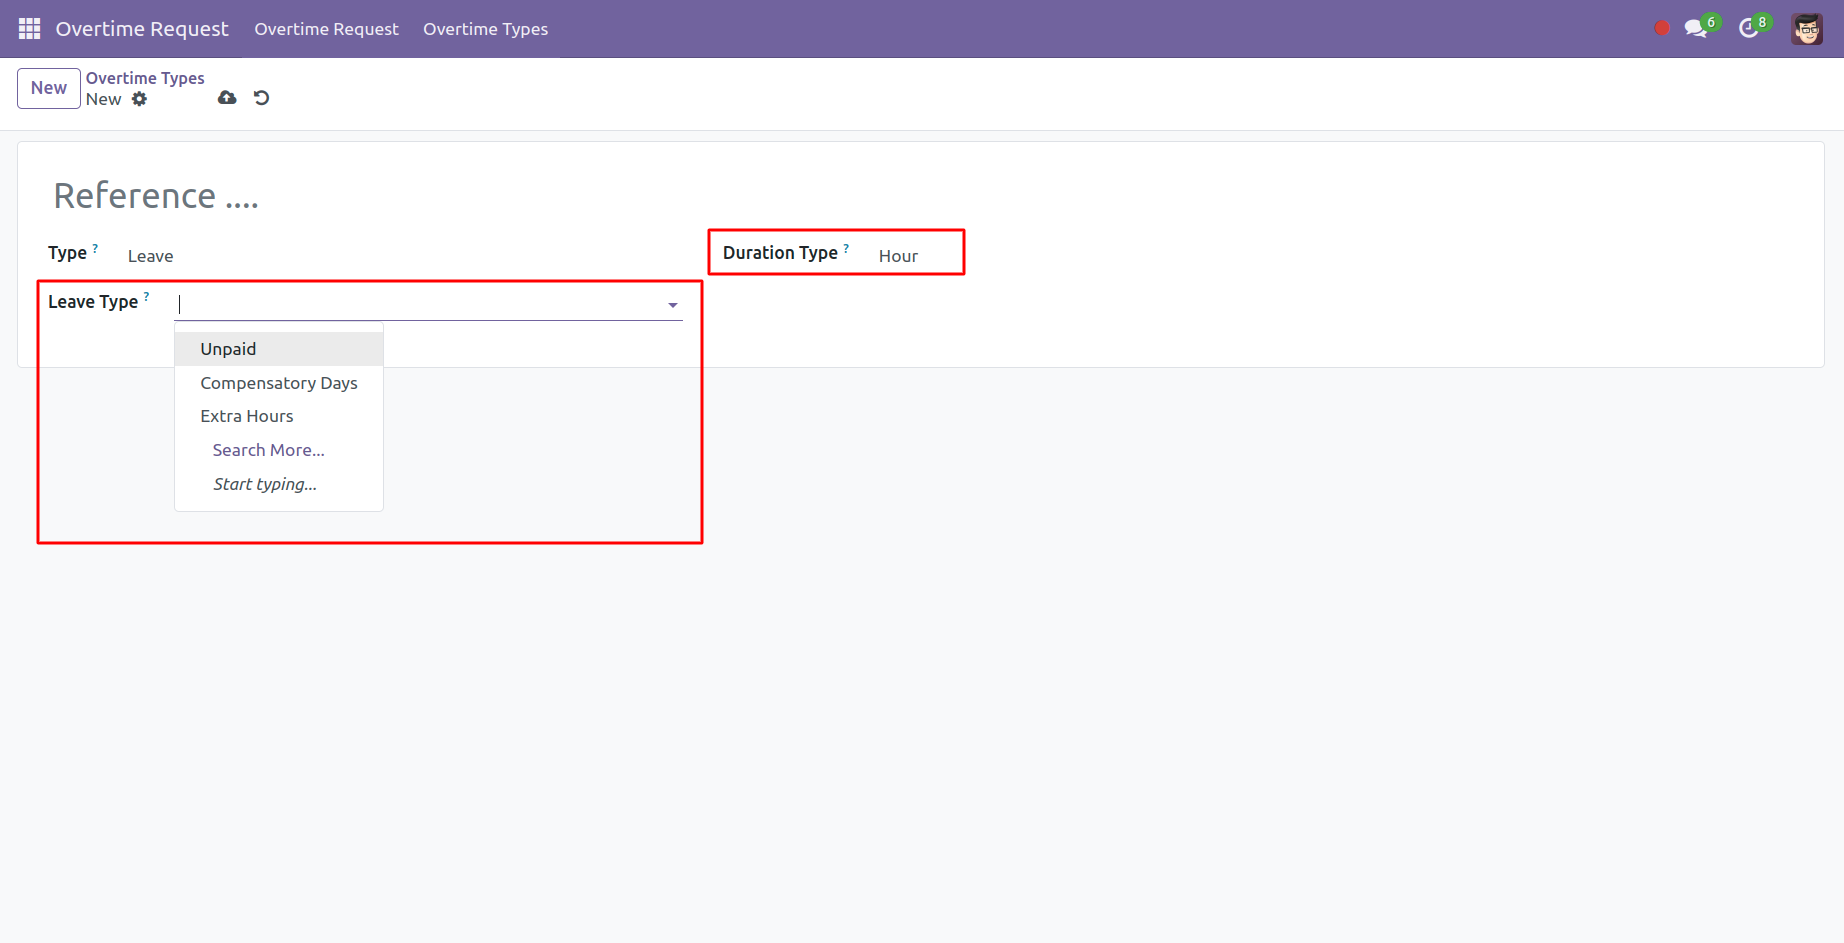 Overtime Request Overtime Request Overtime Types 6 8
New Overtime Types
New
Reference ....
Type ? Leave Duration Type ? Hour
Leave Type ?
Unpaid
Compensatory Days
Extra Hours
Search More...
Start typing...